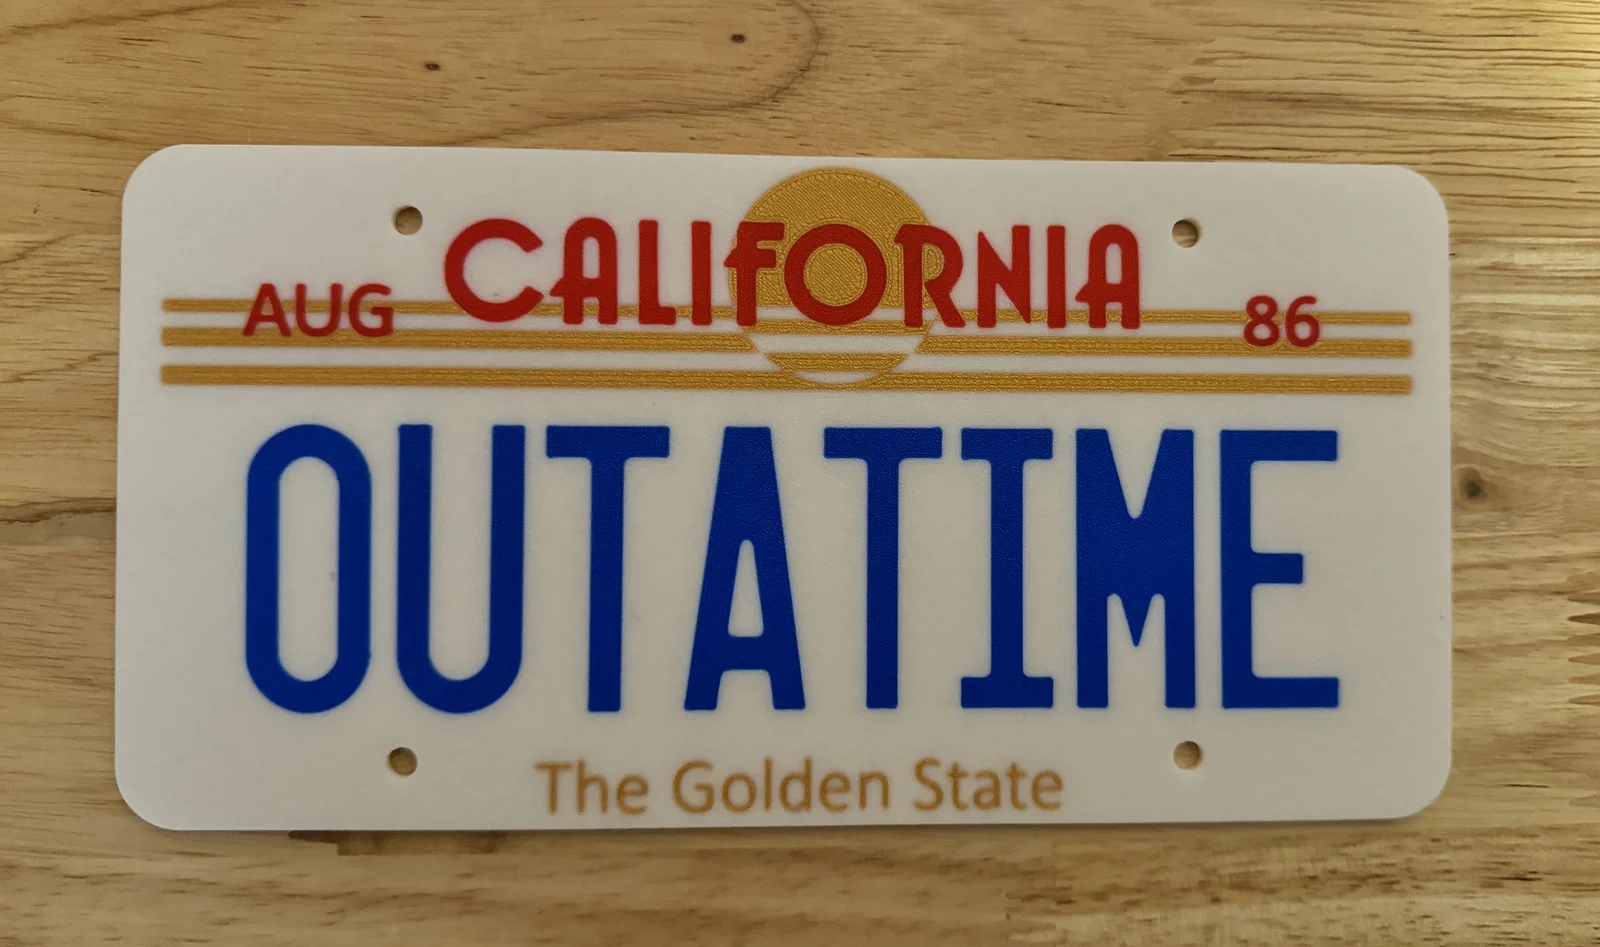 CALIFORNIA
AUG 86
OUTATIME
The Golden State